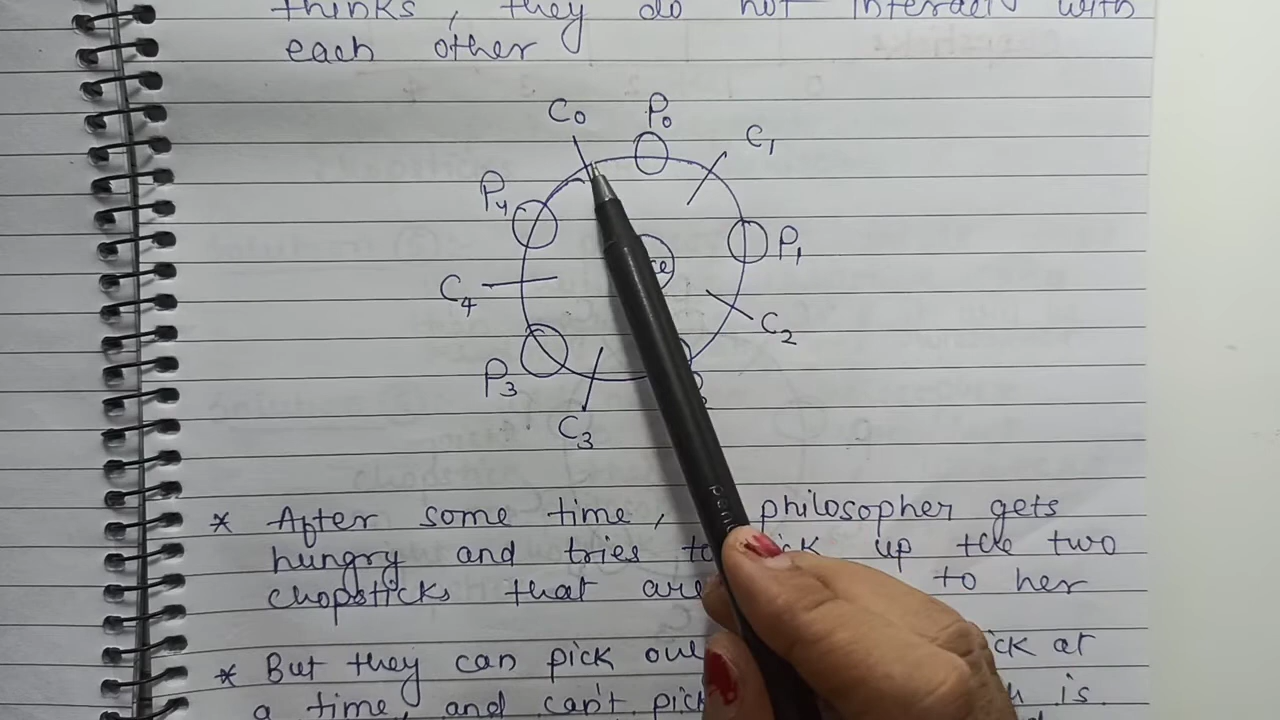 thinks, they do not interact with
each other
C0 P0 C1
P4
P1
C4
C2
P3
C3
* After some time, philosopher gets
hungry and tries up the two
chopsticks that are to her
* But they can pick at
a time, and can't pick is